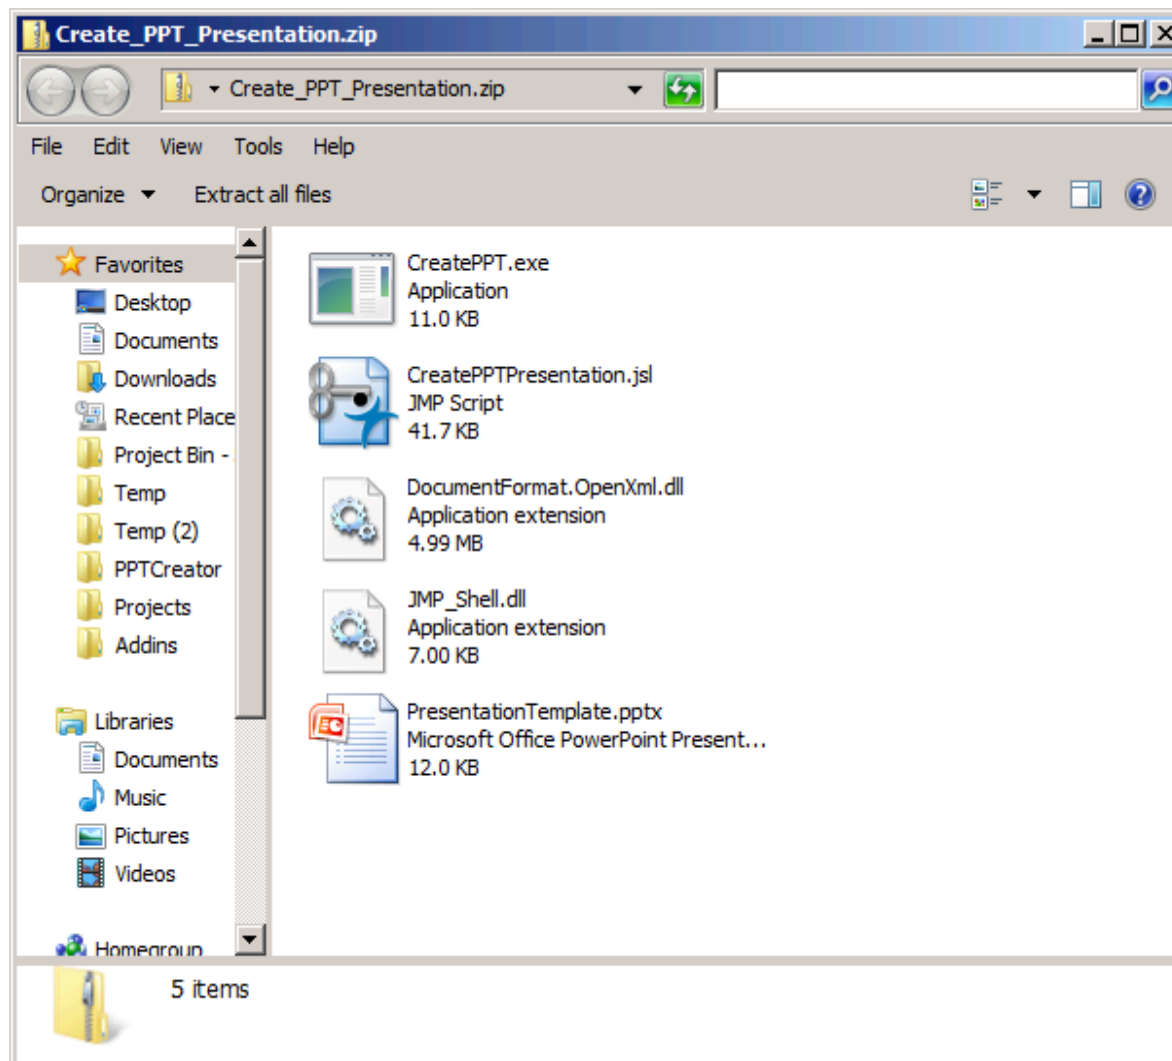 Create_PPT_Presentation.zip
Create_PPT_Presentation.zip
File Edit View Tools Help
Organize Extract all files
Favorites
Desktop
Documents
Downloads
Recent Place
Project Bin -
Temp
Temp (2)
PPTCreator
Projects
Addins
Libraries
Documents
Music
Pictures
Videos
Homegroup
CreatePPT.exe
Application
11.0 KB
CreatePPTPresentation.jsl
JMP Script
41.7 KB
DocumentFormat.OpenXml.dll
Application extension
4.99 MB
JMP_Shell.dll
Application extension
7.00 KB
PresentationTemplate.pptx
Microsoft Office PowerPoint Present...
12.0 KB
5 items